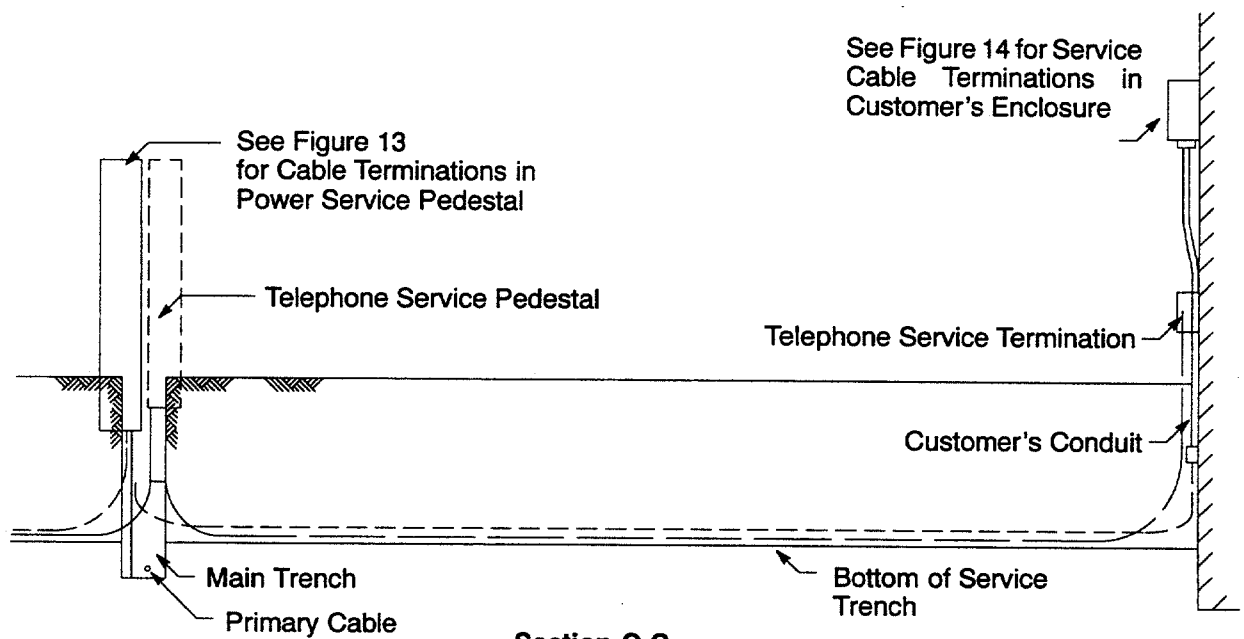 See Figure 14 for Service
Cable Terminations in
Customer's Enclosure
See Figure 13
for Cable Terminations in
Power Service Pedestal
Telephone Service Pedestal
Telephone Service Termination
Customer's Conduit
Main Trench
Primary Cable
Bottom of Service
Trench